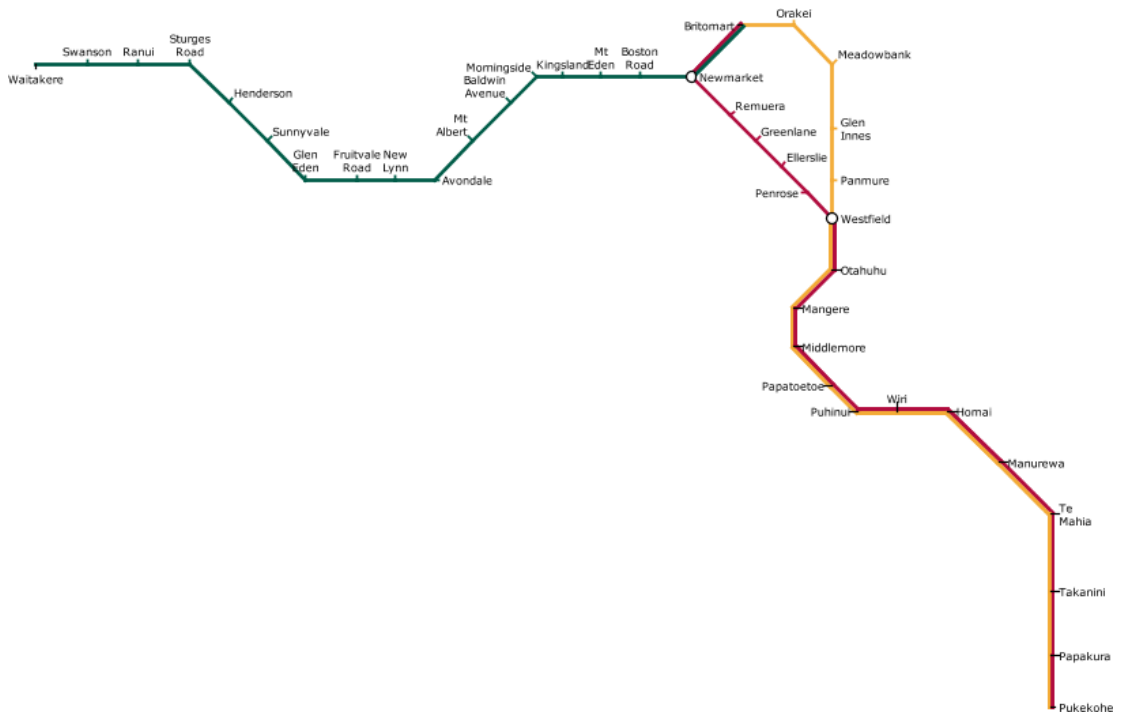 Britomart
Orakei
Sturges
Road
Swanson
Ranui
Waitakere
Mt
Eden
Boston
Road
Kingsland
Morningside
Baldwin
Avenue
Newmarket
Meadowbank
Henderson
Remuera
Sunnyvale
Mt
Albert
Greenlane
Glen
Innes
Glen
Eden
Fruitvale
Road
New
Lynn
Avondale
Ellerslie
Panmure
Penrose
Westfield
Otahuhu
Mangere
Middlemore
Papatoetoe
Puhinui
Wiri
Homai
Manurewa
Te
Mahia
Takanini
Papakura
Pukekohe